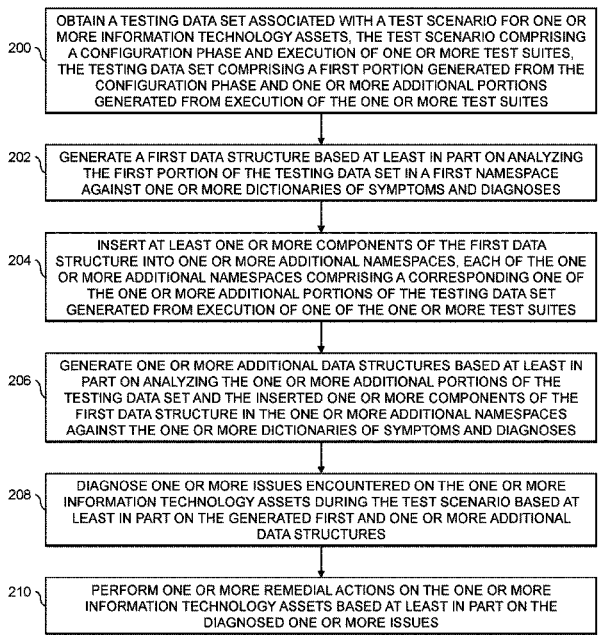 200
OBTAIN A TESTING DATA SET ASSOCIATED WITH A TEST SCENARIO FOR ONE OR
MORE INFORMATION TECHNOLOGY ASSETS, THE TEST SCENARIO COMPRISING
A CONFIGURATION PHASE AND EXECUTION OF ONE OR MORE TEST SUITES,
THE TESTING DATA SET COMPRISING A FIRST PORTION GENERATED FROM THE
CONFIGURATION PHASE AND ONE OR MORE ADDITIONAL PORTIONS
GENERATED FROM EXECUTION OF THE ONE OR MORE TEST SUITES
202
GENERATE A FIRST DATA STRUCTURE BASED AT LEAST IN PART ON ANALYZING
THE FIRST PORTION OF THE TESTING DATA SET IN A FIRST NAMESPACE
AGAINST ONE OR MORE DICTIONARIES OF SYMPTOMS AND DIAGNOSES
204
INSERT AT LEAST ONE OR MORE COMPONENTS OF THE FIRST DATA
STRUCTURE INTO ONE OR MORE ADDITIONAL NAMESPACES, EACH OF THE ONE
OR MORE ADDITIONAL NAMESPACES COMPRISING A CORRESPONDING ONE OF
THE ONE OR MORE ADDITIONAL PORTIONS OF THE TESTING DATA SET
GENERATED FROM EXECUTION OF ONE OF THE ONE OR MORE TEST SUITES
206
GENERATE ONE OR MORE ADDITIONAL DATA STRUCTURES BASED AT LEAST IN
PART ON ANALYZING THE ONE OR MORE ADDITIONAL PORTIONS OF THE
TESTING DATA SET AND THE INSERTED ONE OR MORE COMPONENTS OF THE
FIRST DATA STRUCTURE IN THE ONE OR MORE ADDITIONAL NAMESPACES
AGAINST THE ONE OR MORE DICTIONARIES OF SYMPTOMS AND DIAGNOSES
208
DIAGNOSE ONE OR MORE ISSUES ENCOUNTERED ON THE ONE OR MORE
INFORMATION TECHNOLOGY ASSETS DURING THE TEST SCENARIO BASED AT
LEAST IN PART ON THE GENERATED FIRST AND ONE OR MORE ADDITIONAL
DATA STRUCTURES
210
PERFORM ONE OR MORE REMEDIAL ACTIONS ON THE ONE OR MORE
INFORMATION TECHNOLOGY ASSETS BASED AT LEAST IN PART ON THE
DIAGNOSED ONE OR MORE ISSUES